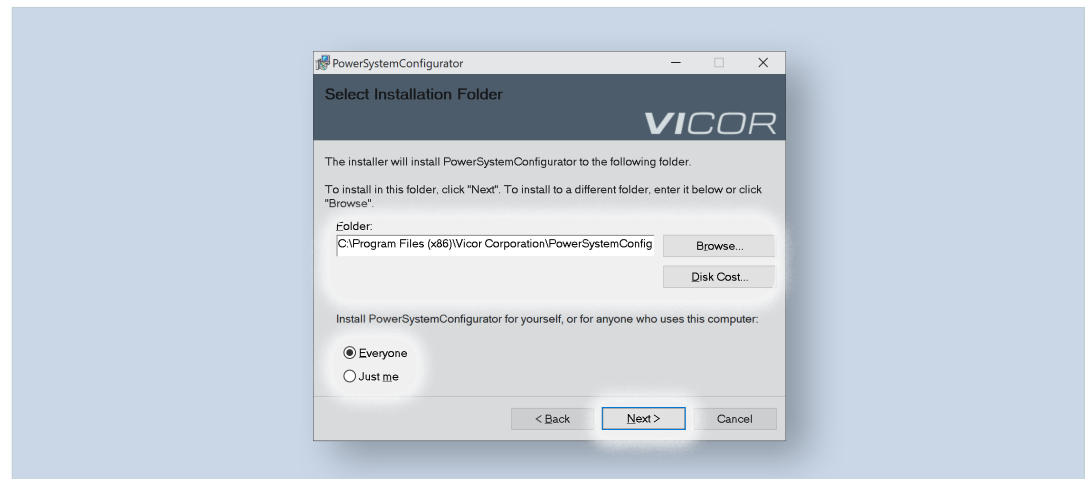 PowerSystemConfigurator
Select Installation Folder
VICOR
The installer will install PowerSystemConfigurator to the following folder.
To install in this folder, click "Next". To install to a different folder, enter it below or click
"Browse".
Folder:
C:\Program Files (x86)\Vicor Corporation\PowerSystemConfig
Browse...
Disk Cost...
Install PowerSystemConfigurator for yourself, or for anyone who uses this computer:
Everyone
Just me
< Back Next > Cancel